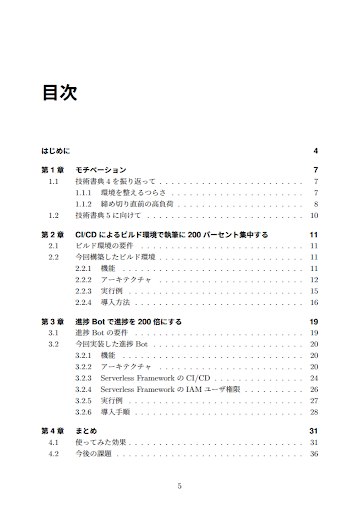 目次
はじめに 4
第 1 章 モチベーション 7
1.1 技術書典 4 を振り返って . . . . . . . . . . . . . . . . . . . . . . . . 7
1.1.1 環境を整えるつらさ . . . . . . . . . . . . . . . . . . . . . . 7
1.1.2 締め切り直前の高負荷 . . . . . . . . . . . . . . . . . . . . . 8
1.2 技術書典 5 に向けて . . . . . . . . . . . . . . . . . . . . . . . . . . 10
第 2 章 CI/CD によるビルド環境で執筆に 200 パーセント集中する 11
2.1 ビルド環境の要件 . . . . . . . . . . . . . . . . . . . . . . . . . . . 11
2.2 今回構築したビルド環境 . . . . . . . . . . . . . . . . . . . . . . . . 11
2.2.1 機能 . . . . . . . . . . . . . . . . . . . . . . . . . . . . . 11
2.2.2 アーキテクチャ . . . . . . . . . . . . . . . . . . . . . . . . 12
2.2.3 実行例 . . . . . . . . . . . . . . . . . . . . . . . . . . . . 15
2.2.4 導入方法 . . . . . . . . . . . . . . . . . . . . . . . . . . . 16
第 3 章 進捗 Bot で進捗を 200 倍にする 19
3.1 進捗 Bot の要件 . . . . . . . . . . . . . . . . . . . . . . . . . . . . 19
3.2 今回実装した進捗 Bot . . . . . . . . . . . . . . . . . . . . . . . . . 20
3.2.1 機能 . . . . . . . . . . . . . . . . . . . . . . . . . . . . . 20
3.2.2 アーキテクチャ . . . . . . . . . . . . . . . . . . . . . . . . 20
3.2.3 Serverless Framework の CI/CD . . . . . . . . . . . . . . . 24
3.2.4 Serverless Framework の IAM ユーザ権限 . . . . . . . . . . 26
3.2.5 実行例 . . . . . . . . . . . . . . . . . . . . . . . . . . . . 27
3.2.6 導入手順 . . . . . . . . . . . . . . . . . . . . . . . . . . . 28
第 4 章 まとめ 31
4.1 使ってみた効果 . . . . . . . . . . . . . . . . . . . . . . . . . . . . 31
4.2 今後の課題 . . . . . . . . . . . . . . . . . . . . . . . . . . . . . . 36
5